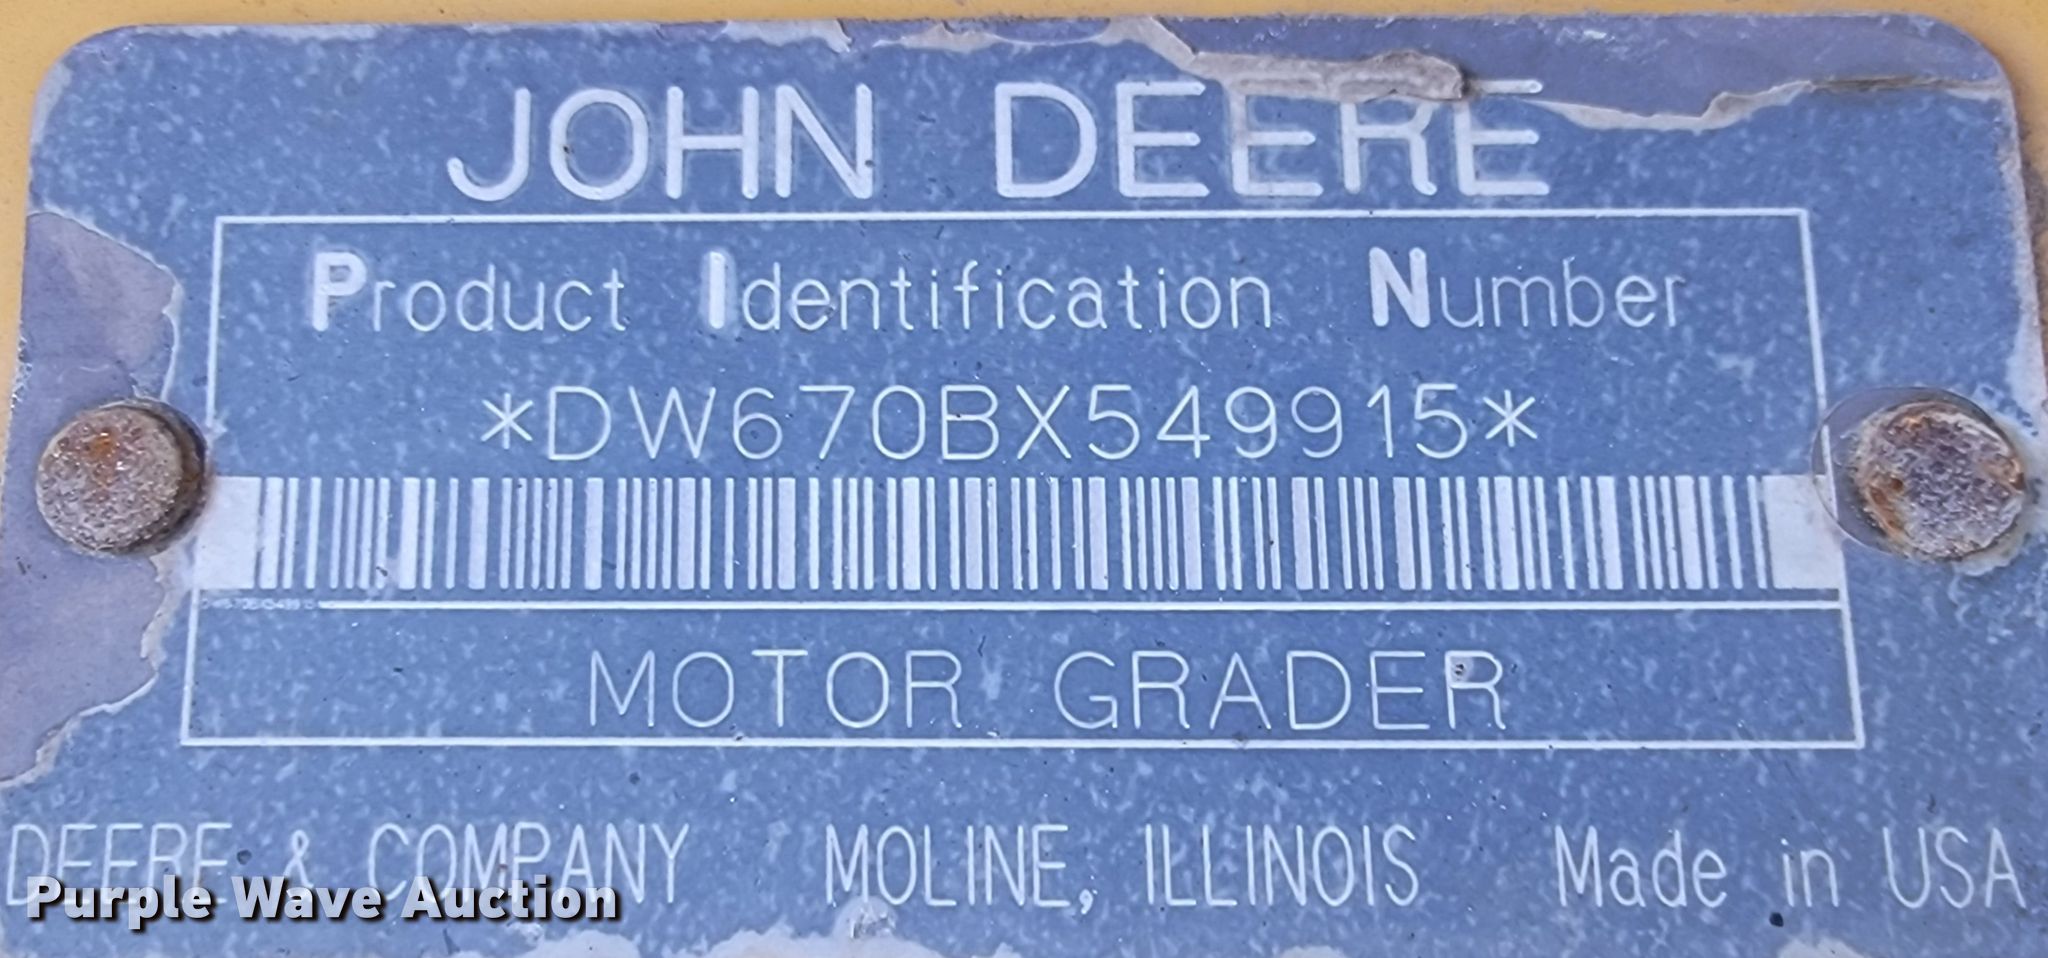 JOHN DEERE
Product Identification Number
*DW670BX549915*
MOTOR GRADER
DEERE & COMPANY MOLINE, ILLINOIS Made in USA
Purple Wave Auction